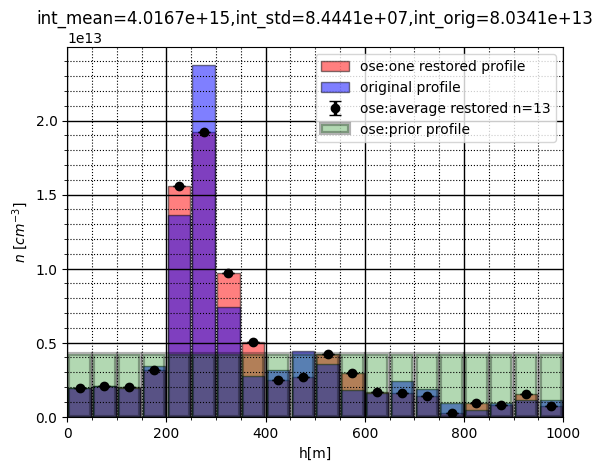 int_mean=4.0167e+15,int_std=8.4441e+07,int_orig=8.0341e+13
1e13
ose:one restored profile
original profile
ose:average restored n=13
ose:prior profile
2.0
1.5
1.0
0.5
0.0
n [cm⁻³]
0 200 400 600 800 1000
h[m]